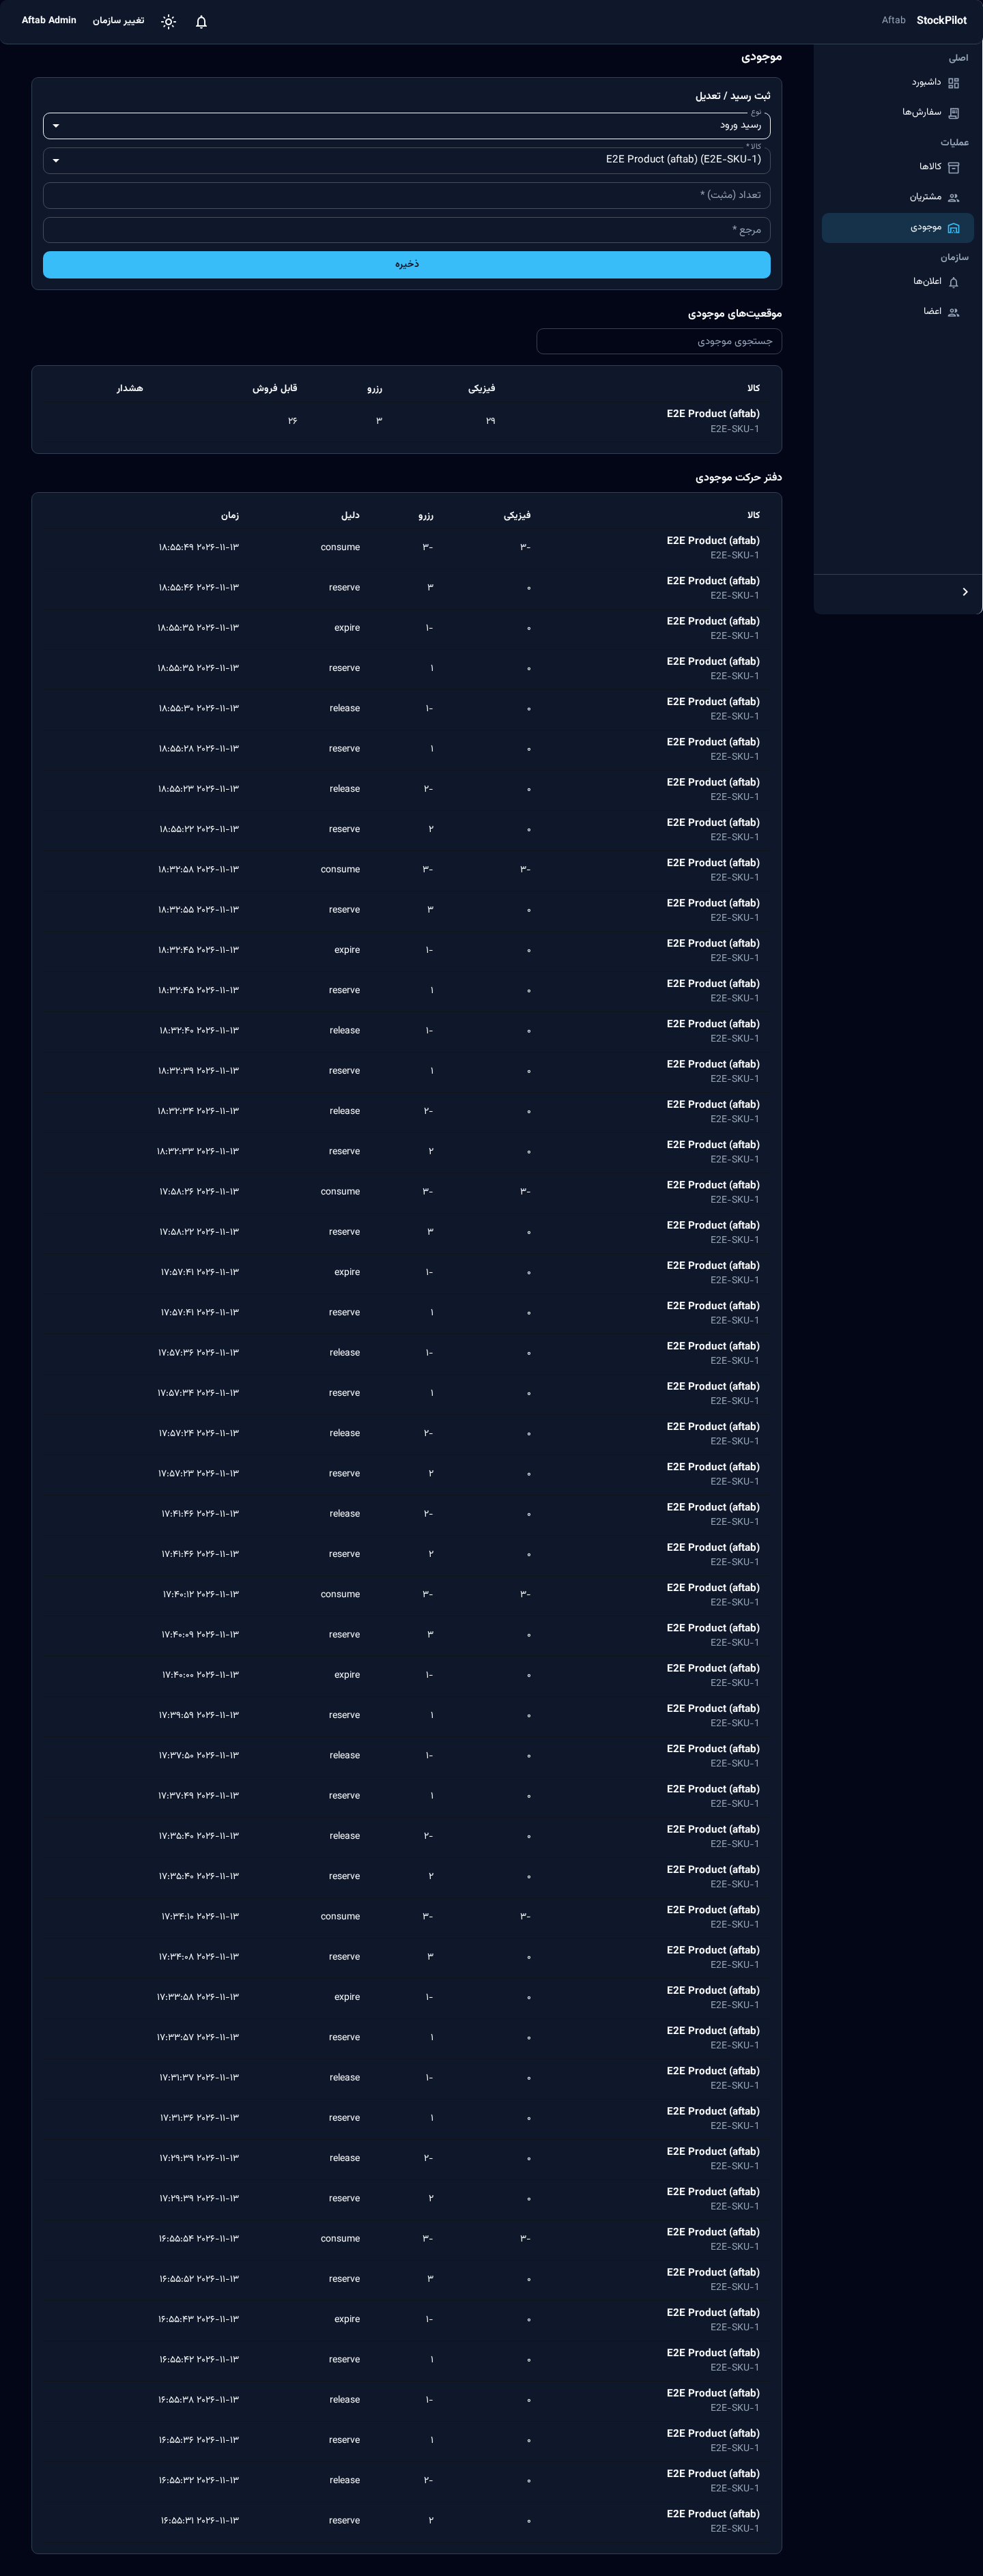 StockPilot Aftab تغییر سازمان Aftab Admin
اصلی
داشبورد
سفارش‌ها
عملیات
کالاها
مشتریان
موجودی
سازمان
اعلان‌ها
اعضا
موجودی
ثبت رسید / تعدیل
نوع
رسید ورود
کالا *
E2E Product (aftab) (E2E-SKU-1)
تعداد (مثبت) *
مرجع *
ذخیره
موقعیت‌های موجودی
جستجوی موجودی
کالا فیزیکی رزرو قابل فروش هشدار
E2E Product (aftab) ۲۹ ۳ ۲۶
E2E-SKU-1
دفتر حرکت موجودی
کالا فیزیکی رزرو دلیل زمان
E2E Product (aftab) -۳ -۳ consume ۲۰۲۶-۱۱-۱۳ ۱۸:۵۵:۴۹
E2E-SKU-1
E2E Product (aftab) ۰ ۳ reserve ۲۰۲۶-۱۱-۱۳ ۱۸:۵۵:۴۶
E2E-SKU-1
E2E Product (aftab) ۰ -۱ expire ۲۰۲۶-۱۱-۱۳ ۱۸:۵۵:۳۵
E2E-SKU-1
E2E Product (aftab) ۰ ۱ reserve ۲۰۲۶-۱۱-۱۳ ۱۸:۵۵:۳۵
E2E-SKU-1
E2E Product (aftab) ۰ -۱ release ۲۰۲۶-۱۱-۱۳ ۱۸:۵۵:۳۰
E2E-SKU-1
E2E Product (aftab) ۰ ۱ reserve ۲۰۲۶-۱۱-۱۳ ۱۸:۵۵:۲۸
E2E-SKU-1
E2E Product (aftab) ۰ -۲ release ۲۰۲۶-۱۱-۱۳ ۱۸:۵۵:۲۳
E2E-SKU-1
E2E Product (aftab) ۰ ۲ reserve ۲۰۲۶-۱۱-۱۳ ۱۸:۵۵:۲۲
E2E-SKU-1
E2E Product (aftab) -۳ -۳ consume ۲۰۲۶-۱۱-۱۳ ۱۸:۳۲:۵۸
E2E-SKU-1
E2E Product (aftab) ۰ ۳ reserve ۲۰۲۶-۱۱-۱۳ ۱۸:۳۲:۵۵
E2E-SKU-1
E2E Product (aftab) ۰ -۱ expire ۲۰۲۶-۱۱-۱۳ ۱۸:۳۲:۴۵
E2E-SKU-1
E2E Product (aftab) ۰ ۱ reserve ۲۰۲۶-۱۱-۱۳ ۱۸:۳۲:۴۵
E2E-SKU-1
E2E Product (aftab) ۰ -۱ release ۲۰۲۶-۱۱-۱۳ ۱۸:۳۲:۴۰
E2E-SKU-1
E2E Product (aftab) ۰ ۱ reserve ۲۰۲۶-۱۱-۱۳ ۱۸:۳۲:۳۹
E2E-SKU-1
E2E Product (aftab) ۰ -۲ release ۲۰۲۶-۱۱-۱۳ ۱۸:۳۲:۳۴
E2E-SKU-1
E2E Product (aftab) ۰ ۲ reserve ۲۰۲۶-۱۱-۱۳ ۱۸:۳۲:۳۳
E2E-SKU-1
E2E Product (aftab) -۳ -۳ consume ۲۰۲۶-۱۱-۱۳ ۱۷:۵۸:۲۶
E2E-SKU-1
E2E Product (aftab) ۰ ۳ reserve ۲۰۲۶-۱۱-۱۳ ۱۷:۵۸:۲۲
E2E-SKU-1
E2E Product (aftab) ۰ -۱ expire ۲۰۲۶-۱۱-۱۳ ۱۷:۵۷:۴۱
E2E-SKU-1
E2E Product (aftab) ۰ ۱ reserve ۲۰۲۶-۱۱-۱۳ ۱۷:۵۷:۴۱
E2E-SKU-1
E2E Product (aftab) ۰ -۱ release ۲۰۲۶-۱۱-۱۳ ۱۷:۵۷:۳۶
E2E-SKU-1
E2E Product (aftab) ۰ ۱ reserve ۲۰۲۶-۱۱-۱۳ ۱۷:۵۷:۳۴
E2E-SKU-1
E2E Product (aftab) ۰ -۲ release ۲۰۲۶-۱۱-۱۳ ۱۷:۵۷:۲۴
E2E-SKU-1
E2E Product (aftab) ۰ ۲ reserve ۲۰۲۶-۱۱-۱۳ ۱۷:۵۷:۲۳
E2E-SKU-1
E2E Product (aftab) ۰ -۲ release ۲۰۲۶-۱۱-۱۳ ۱۷:۴۱:۴۶
E2E-SKU-1
E2E Product (aftab) ۰ ۲ reserve ۲۰۲۶-۱۱-۱۳ ۱۷:۴۱:۴۶
E2E-SKU-1
E2E Product (aftab) -۳ -۳ consume ۲۰۲۶-۱۱-۱۳ ۱۷:۴۰:۱۲
E2E-SKU-1
E2E Product (aftab) ۰ ۳ reserve ۲۰۲۶-۱۱-۱۳ ۱۷:۴۰:۰۹
E2E-SKU-1
E2E Product (aftab) ۰ -۱ expire ۲۰۲۶-۱۱-۱۳ ۱۷:۴۰:۰۰
E2E-SKU-1
E2E Product (aftab) ۰ ۱ reserve ۲۰۲۶-۱۱-۱۳ ۱۷:۳۹:۵۹
E2E-SKU-1
E2E Product (aftab) ۰ -۱ release ۲۰۲۶-۱۱-۱۳ ۱۷:۳۷:۵۰
E2E-SKU-1
E2E Product (aftab) ۰ ۱ reserve ۲۰۲۶-۱۱-۱۳ ۱۷:۳۷:۴۹
E2E-SKU-1
E2E Product (aftab) ۰ -۲ release ۲۰۲۶-۱۱-۱۳ ۱۷:۳۵:۴۰
E2E-SKU-1
E2E Product (aftab) ۰ ۲ reserve ۲۰۲۶-۱۱-۱۳ ۱۷:۳۵:۴۰
E2E-SKU-1
E2E Product (aftab) -۳ -۳ consume ۲۰۲۶-۱۱-۱۳ ۱۷:۳۴:۱۰
E2E-SKU-1
E2E Product (aftab) ۰ ۳ reserve ۲۰۲۶-۱۱-۱۳ ۱۷:۳۴:۰۸
E2E-SKU-1
E2E Product (aftab) ۰ -۱ expire ۲۰۲۶-۱۱-۱۳ ۱۷:۳۳:۵۸
E2E-SKU-1
E2E Product (aftab) ۰ ۱ reserve ۲۰۲۶-۱۱-۱۳ ۱۷:۳۳:۵۷
E2E-SKU-1
E2E Product (aftab) ۰ -۱ release ۲۰۲۶-۱۱-۱۳ ۱۷:۳۱:۳۷
E2E-SKU-1
E2E Product (aftab) ۰ ۱ reserve ۲۰۲۶-۱۱-۱۳ ۱۷:۳۱:۳۶
E2E-SKU-1
E2E Product (aftab) ۰ -۲ release ۲۰۲۶-۱۱-۱۳ ۱۷:۲۹:۳۹
E2E-SKU-1
E2E Product (aftab) ۰ ۲ reserve ۲۰۲۶-۱۱-۱۳ ۱۷:۲۹:۳۹
E2E-SKU-1
E2E Product (aftab) -۳ -۳ consume ۲۰۲۶-۱۱-۱۳ ۱۶:۵۵:۵۴
E2E-SKU-1
E2E Product (aftab) ۰ ۳ reserve ۲۰۲۶-۱۱-۱۳ ۱۶:۵۵:۵۲
E2E-SKU-1
E2E Product (aftab) ۰ -۱ expire ۲۰۲۶-۱۱-۱۳ ۱۶:۵۵:۴۳
E2E-SKU-1
E2E Product (aftab) ۰ ۱ reserve ۲۰۲۶-۱۱-۱۳ ۱۶:۵۵:۴۲
E2E-SKU-1
E2E Product (aftab) ۰ -۱ release ۲۰۲۶-۱۱-۱۳ ۱۶:۵۵:۳۸
E2E-SKU-1
E2E Product (aftab) ۰ ۱ reserve ۲۰۲۶-۱۱-۱۳ ۱۶:۵۵:۳۶
E2E-SKU-1
E2E Product (aftab) ۰ -۲ release ۲۰۲۶-۱۱-۱۳ ۱۶:۵۵:۳۲
E2E-SKU-1
E2E Product (aftab) ۰ ۲ reserve ۲۰۲۶-۱۱-۱۳ ۱۶:۵۵:۳۱
E2E-SKU-1